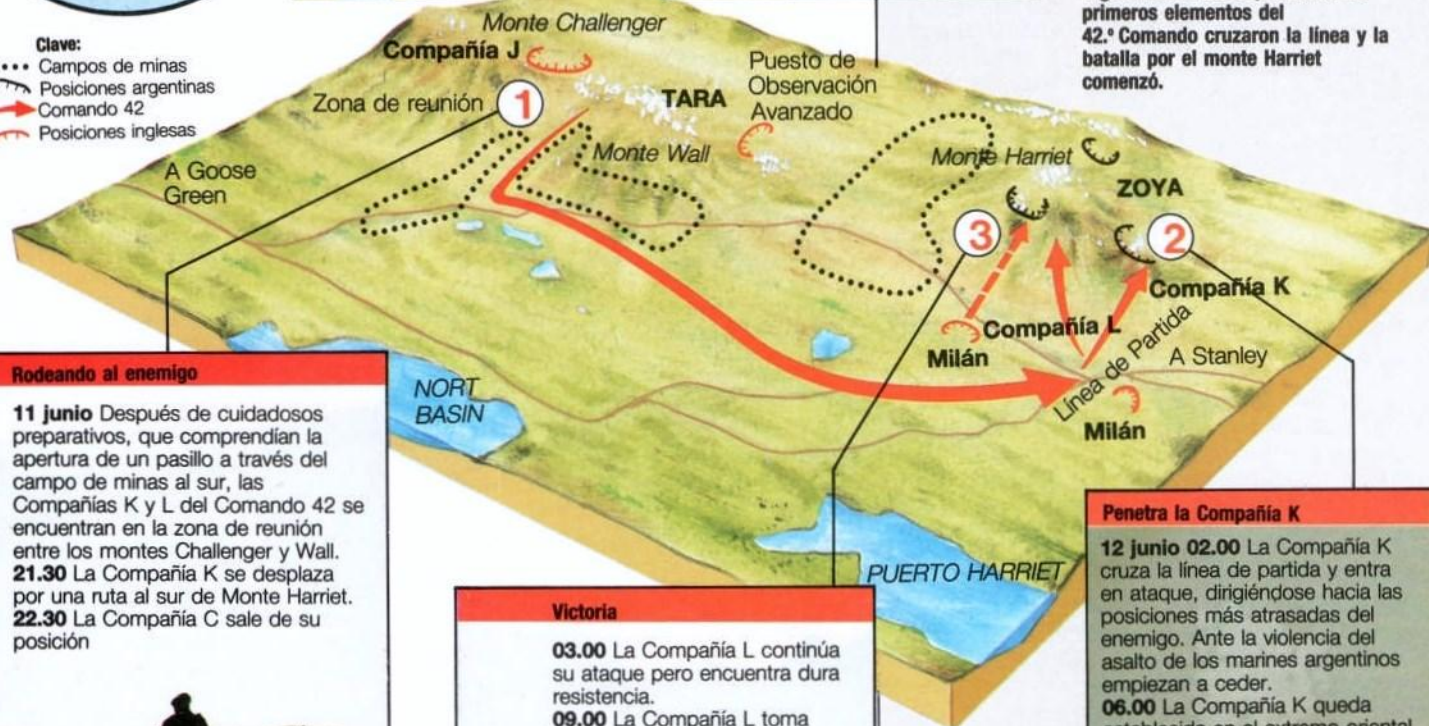 primeros elementos del
42.º Comando cruzaron la línea y la
batalla por el monte Harriet
comenzó.
Clave:
Campos de minas
Posiciones argentinas
Comando 42
Posiciones inglesas
Monte Challenger
Compañía J
Zona de reunión
1
TARA
Puesto de
Observación
Avanzado
Monte Wall
A Goose
Green
Monte Harriet
ZOYA
3
2
Compañía K
Compañía L
Milán
Línea de Partida
A Stanley
Milán
NORT
BASIN
PUERTO HARRIET
Rodeando al enemigo
11 junio Después de cuidadosos
preparativos, que comprendían la
apertura de un pasillo a través del
campo de minas al sur, las
Compañías K y L del Comando 42 se
encuentran en la zona de reunión
entre los montes Challenger y Wall.
21.30 La Compañía K se desplaza
por una ruta al sur de Monte Harriet.
22.30 La Compañía C sale de su
posición
Victoria
03.00 La Compañía L continúa
su ataque pero encuentra dura
resistencia.
09.00 La Compañía L toma
Penetra la Compañía K
12 junio 02.00 La Compañía K
cruza la línea de partida y entra
en ataque, dirigiéndose hacia las
posiciones más atrasadas del
enemigo. Ante la violencia del
asalto de los marines argentinos
empiezan a ceder.
06.00 La Compañía K queda